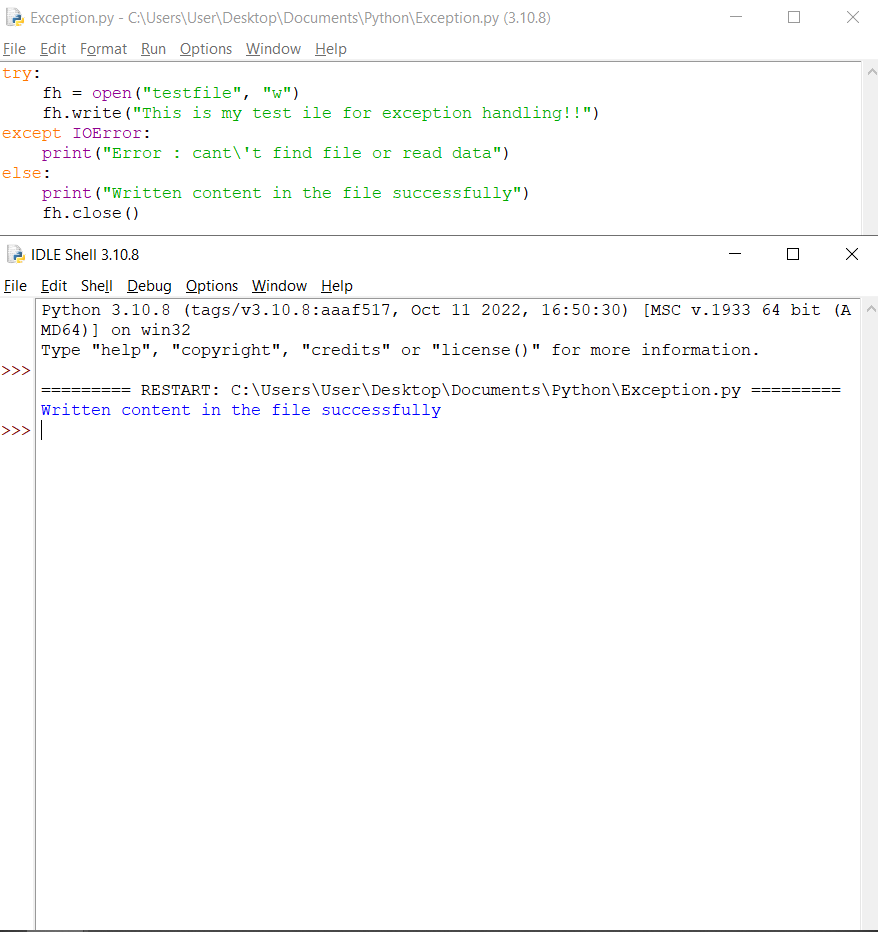 Exception.py - C:\Users\User\Desktop\Documents\Python\Exception.py (3.10.8)
File Edit Format Run Options Window Help
try:
    fh = open("testfile", "w")
    fh.write("This is my test ile for exception handling!!")
except IOError:
    print("Error : cant\'t find file or read data")
else:
    print("Written content in the file successfully")
    fh.close()
IDLE Shell 3.10.8
File Edit Shell Debug Options Window Help
Python 3.10.8 (tags/v3.10.8:aaaf517, Oct 11 2022, 16:50:30) [MSC v.1933 64 bit (A
MD64)] on win32
Type "help", "copyright", "credits" or "license()" for more information.
>>>
========= RESTART: C:\Users\User\Desktop\Documents\Python\Exception.py =========
Written content in the file successfully
>>>